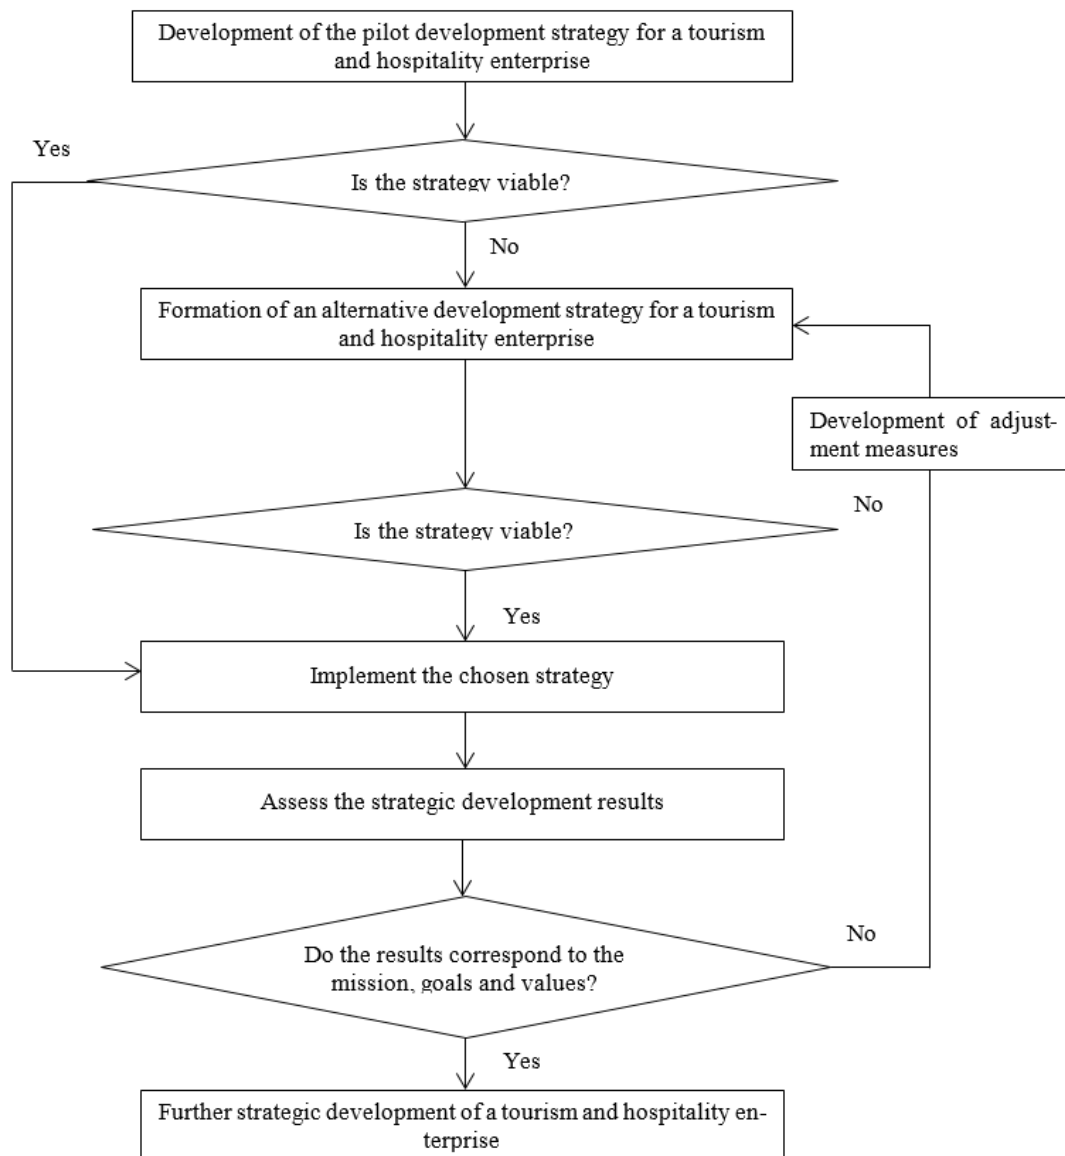 Development of the pilot development strategy for a tourism
and hospitality enterprise
Yes
Is the strategy viable?
No
Formation of an alternative development strategy for a tourism
and hospitality enterprise
Development of adjust-
ment measures
No
Is the strategy viable?
Yes
Implement the chosen strategy
Assess the strategic development results
No
Do the results correspond to the
mission, goals and values?
Yes
Further strategic development of a tourism and hospitality en-
terprise